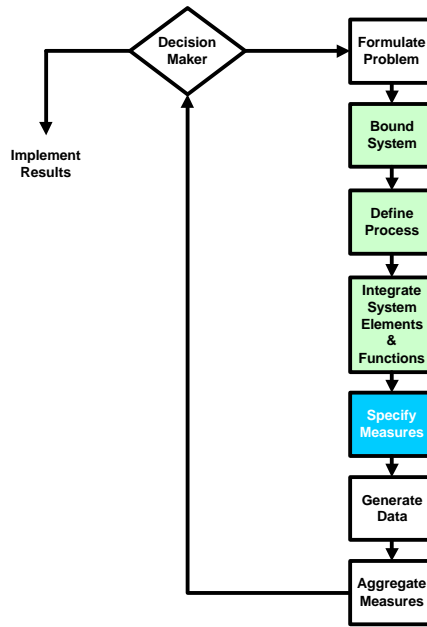 Decision
Maker
Formulate
Problem
Bound
System
Implement
Results
Define
Process
Integrate
System
Elements
&
Functions
Specify
Measures
Generate
Data
Aggregate
Measures